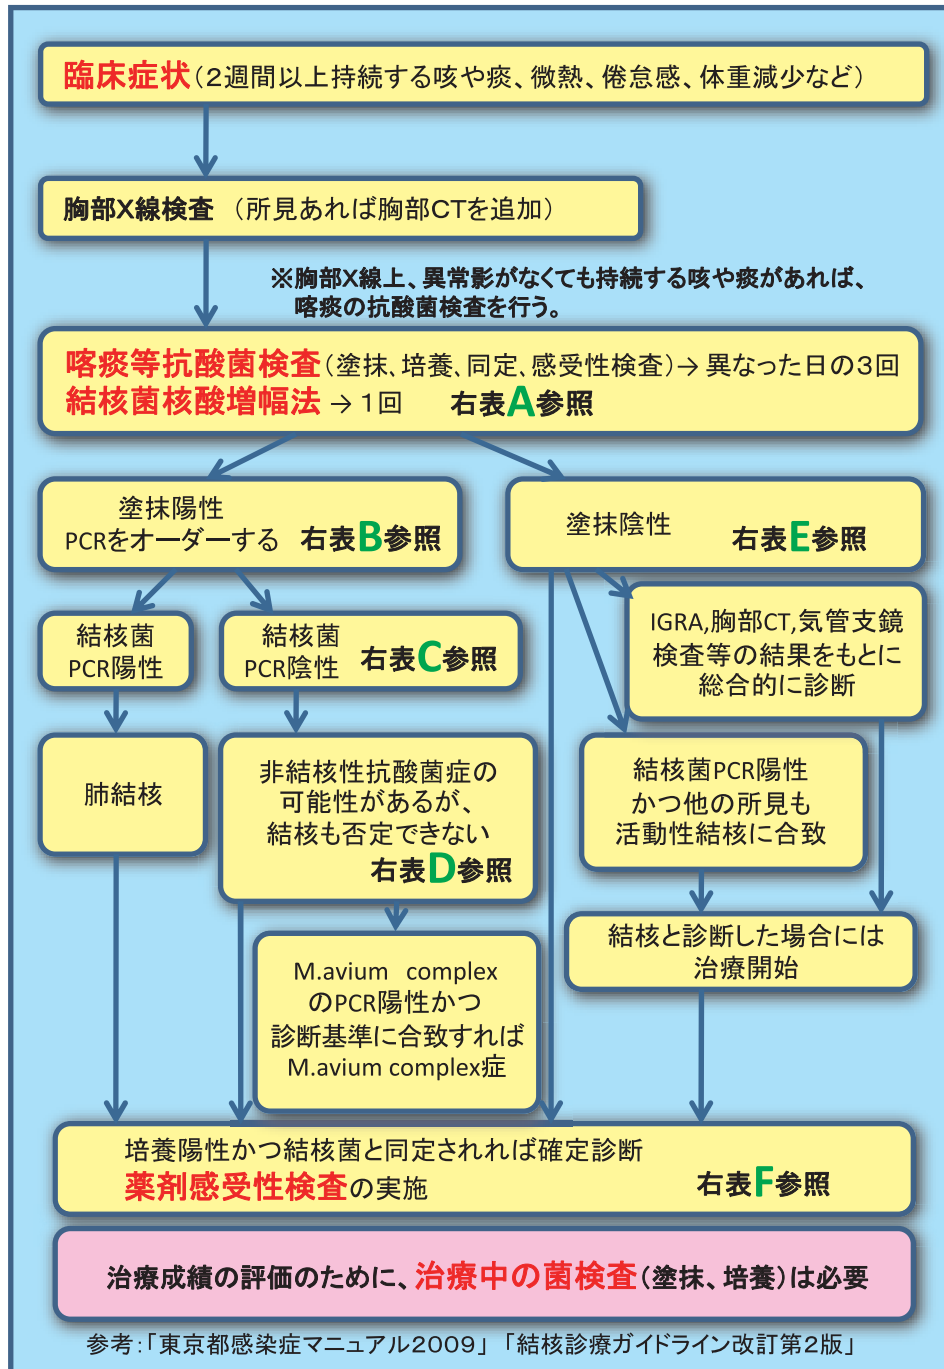 臨床症状（2週間以上持続する咳や痰、微熱、倦怠感、体重減少など）
胸部X線検査　（所見あれば胸部CTを追加）
※胸部X線上、異常影がなくても持続する咳や痰があれば、
喀痰の抗酸菌検査を行う。
喀痰等抗酸菌検査（塗抹、培養、同定、感受性検査）→ 異なった日の3回
結核菌核酸増幅法 → 1回　右表A参照
塗抹陽性
PCRをオーダーする　右表B参照
塗抹陰性　右表E参照
結核菌
PCR陽性
結核菌
PCR陰性　右表C参照
IGRA,胸部CT,気管支鏡
検査等の結果をもとに
総合的に診断
肺結核
非結核性抗酸菌症の
可能性があるが、
結核も否定できない
右表D参照
結核菌PCR陽性
かつ他の所見も
活動性結核に合致
M.avium complex
のPCR陽性かつ
診断基準に合致すれば
M.avium complex症
結核と診断した場合には
治療開始
培養陽性かつ結核菌と同定されれば確定診断
薬剤感受性検査の実施　右表F参照
治療成績の評価のために、治療中の菌検査（塗抹、培養）は必要
参考：「東京都感染症マニュアル2009」「結核診療ガイドライン改訂第2版」